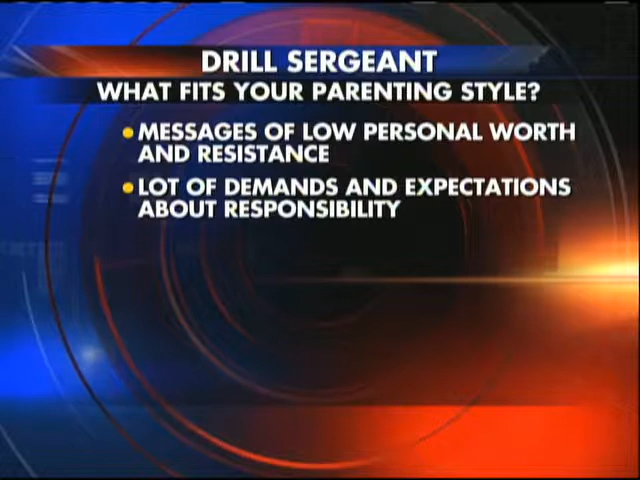 DRILL SERGEANT
WHAT FITS YOUR PARENTING STYLE?
• MESSAGES OF LOW PERSONAL WORTH
AND RESISTANCE
• LOT OF DEMANDS AND EXPECTATIONS
ABOUT RESPONSIBILITY